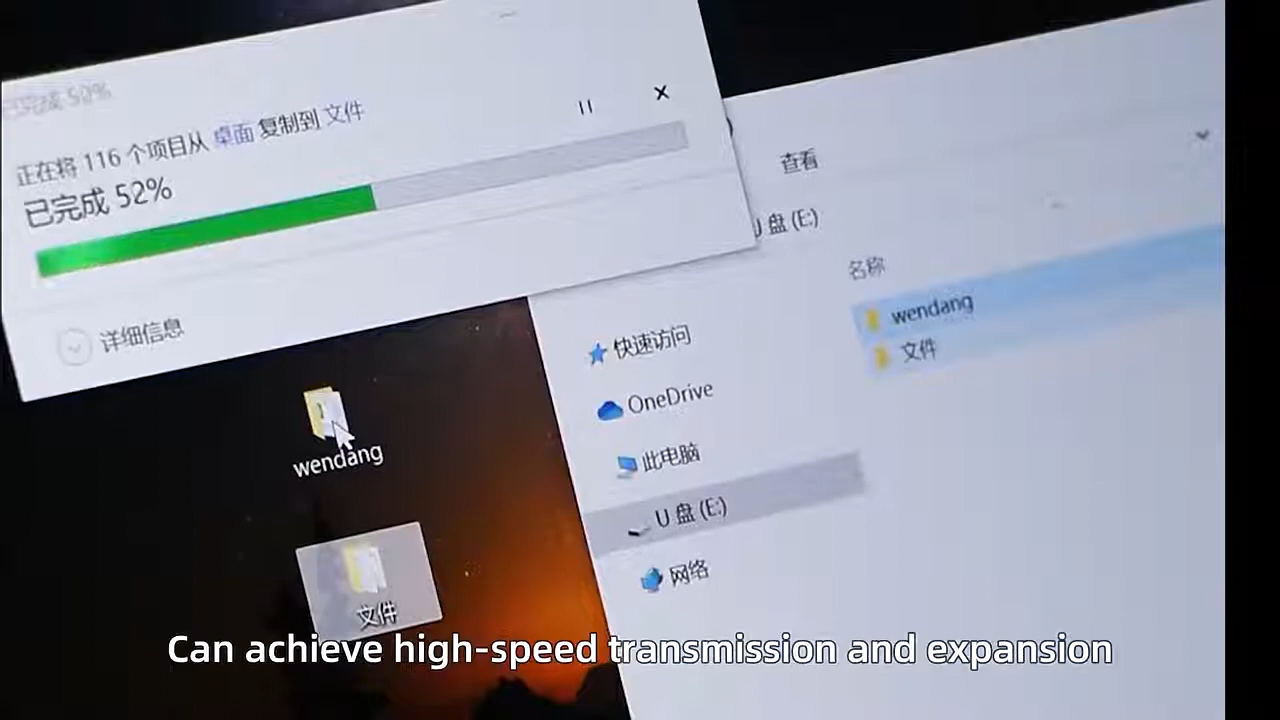 已完成 52%
正在将 116 个项目从 桌面 复制到 文件
已完成 52%
详细信息
查看
U 盘 (E:)
名称
wendang
文件
快速访问
OneDrive
此电脑
U 盘 (E:)
网络
wendang
文件
Can achieve high-speed transmission and expansion